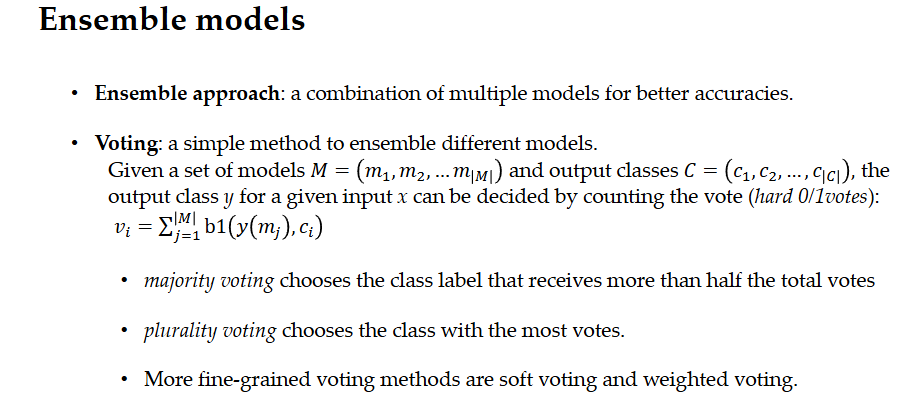 Ensemble models
• Ensemble approach: a combination of multiple models for better accuracies.
• Voting: a simple method to ensemble different models.
Given a set of models M = (m₁, m₂, ... m|M|) and output classes C = (c₁, c₂, ..., c|C|), the
output class y for a given input x can be decided by counting the vote (hard 0/1votes):
vᵢ = ∑ⱼ₌₁^|M| b1(y(mⱼ), cᵢ)
• majority voting chooses the class label that receives more than half the total votes
• plurality voting chooses the class with the most votes.
• More fine-grained voting methods are soft voting and weighted voting.